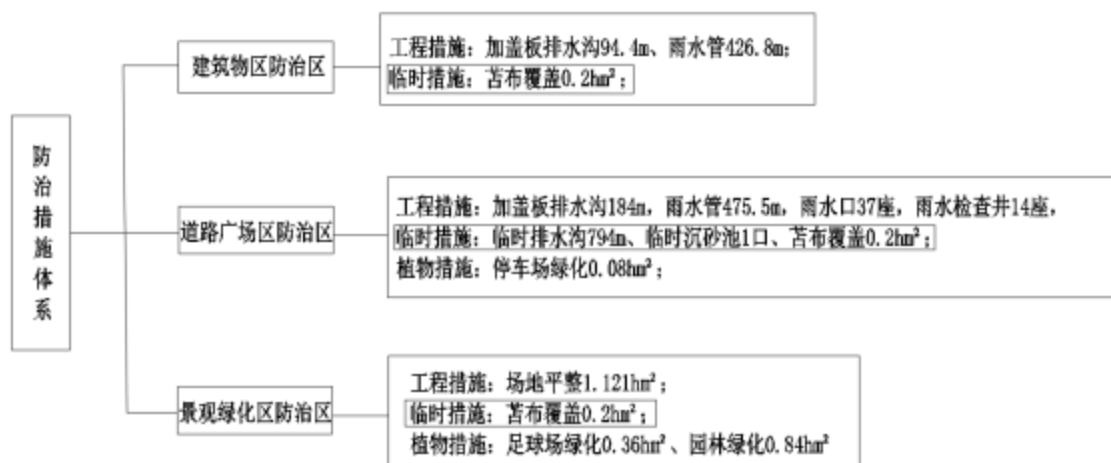 防治措施体系
建筑物区防治区
工程措施：加盖板排水沟94.4m、雨水管426.8m；
临时措施：苫布覆盖0.2hm²；
道路广场区防治区
工程措施：加盖板排水沟184m，雨水管475.5m，雨水口37座，雨水检查井14座，
临时措施：临时排水沟794m、临时沉砂池1口、苫布覆盖0.2hm²；
植物措施：停车场绿化0.08hm²；
景观绿化区防治区
工程措施：场地平整1.121hm²；
临时措施：苫布覆盖0.2hm²；
植物措施：足球场绿化0.36hm²、园林绿化0.84hm²